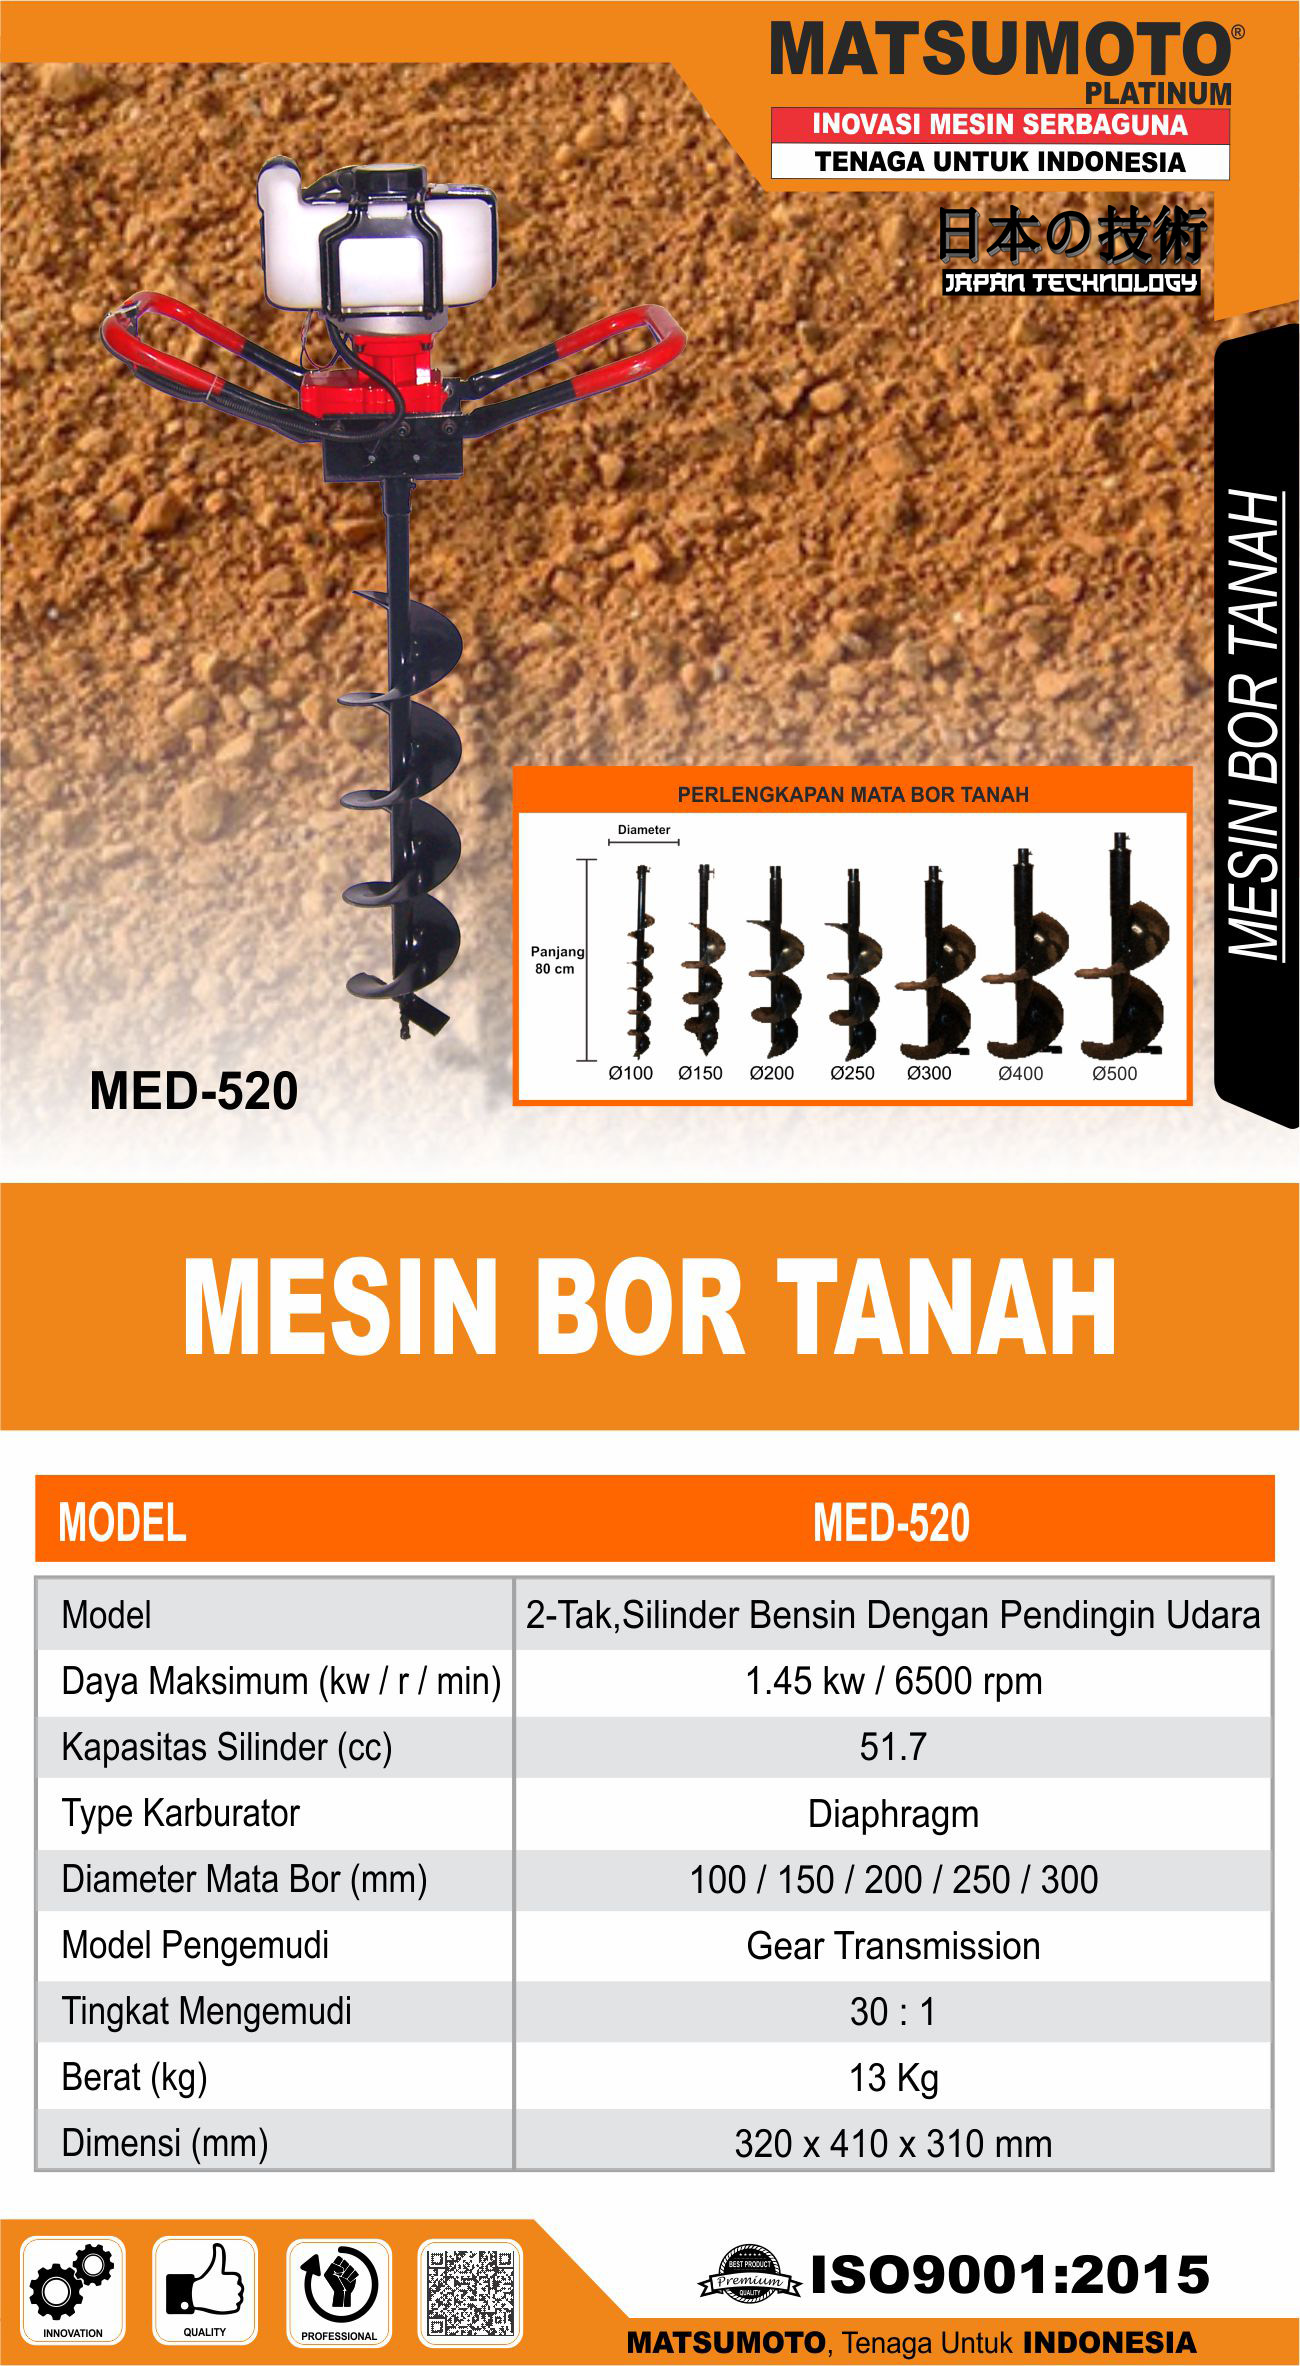 MATSUMOTO®
PLATINUM
INOVASI MESIN SERBAGUNA
TENAGA UNTUK INDONESIA
日本の技術
JAPAN TECHNOLOGY
MESIN BOR TANAH
PERLENGKAPAN MATA BOR TANAH
Diameter
Panjang
80 cm
Ø100 Ø150 Ø200 Ø250 Ø300 Ø400 Ø500
MED-520
MESIN BOR TANAH
MODEL MED-520
Model 2-Tak,Silinder Bensin Dengan Pendingin Udara
Daya Maksimum (kw / r / min) 1.45 kw / 6500 rpm
Kapasitas Silinder (cc) 51.7
Type Karburator Diaphragm
Diameter Mata Bor (mm) 100 / 150 / 200 / 250 / 300
Model Pengemudi Gear Transmission
Tingkat Mengemudi 30 : 1
Berat (kg) 13 Kg
Dimensi (mm) 320 x 410 x 310 mm
INNOVATION
QUALITY
PROFESSIONAL
BEST PRODUCT
Premium
QUALITY
ISO9001:2015
MATSUMOTO, Tenaga Untuk INDONESIA